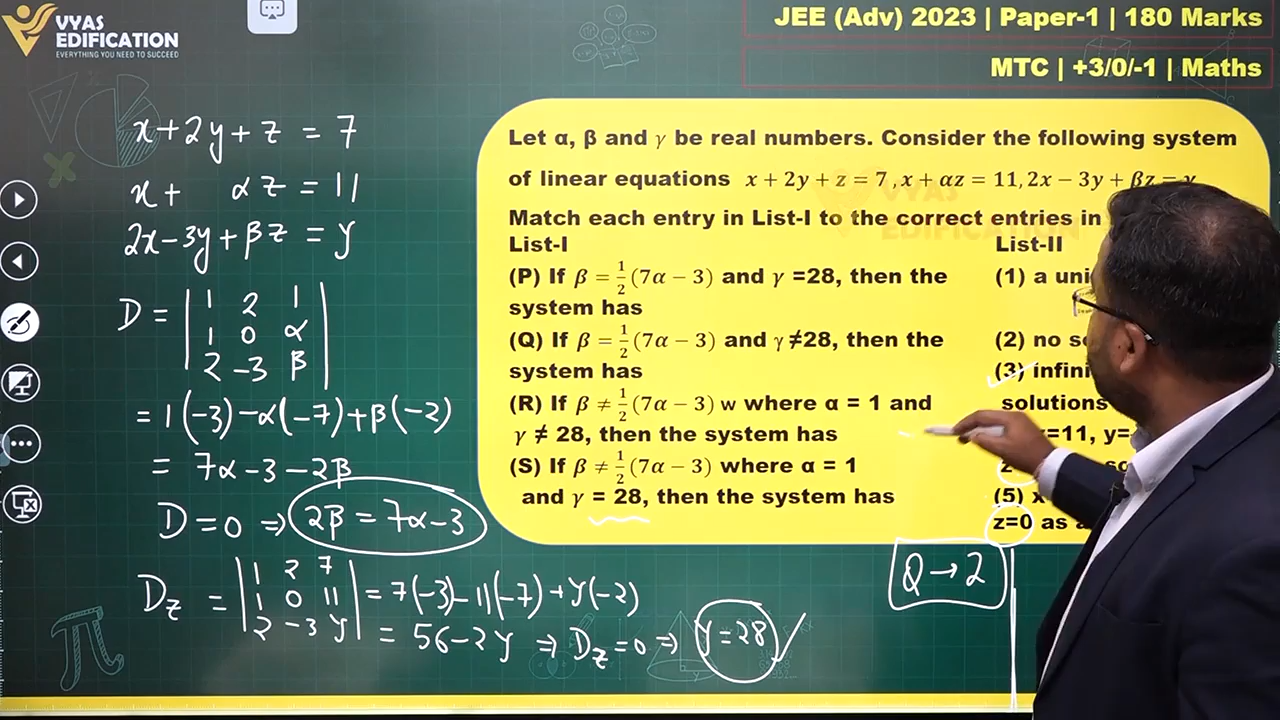 VYAS
EDIFICATION
EVERYTHING YOU NEED TO SUCCEED
JEE (Adv) 2023 | Paper-1 | 180 Marks
MTC | +3/0/-1 | Maths
x+2y+z = 7
x+ αz = 11
2x-3y+βz = γ
D = | 1 2 1 |
| 1 0 α |
| 2 -3 β |
= 1(-3)-α(-7)+β(-2)
= 7α-3-2β
D=0 ⇒ 2β = 7α-3
Dz = | 1 2 7 | = 7(-3)-11(-7)+γ(-2)
| 1 0 11 |
| 2 -3 γ | = 56-2γ ⇒ Dz=0 ⇒ γ=28 ✓
Let α, β and γ be real numbers. Consider the following system
of linear equations x + 2y + z = 7 ,x + αz = 11, 2x − 3y + βz = γ
Match each entry in List-I to the correct entries in
List-I
(P) If β = 1/2 (7α − 3) and γ =28, then the
system has
(Q) If β = 1/2 (7α − 3) and γ ≠28, then the
system has
(R) If β ≠ 1/2 (7α − 3) w where α = 1 and
γ ≠ 28, then the system has
(S) If β ≠ 1/2 (7α − 3) where α = 1
and γ = 28, then the system has
List-II
(1) a
(2) no
(3)
solutions
=11,
(5) x
z=0 as
Q→2
VYAS
EDIFICATION